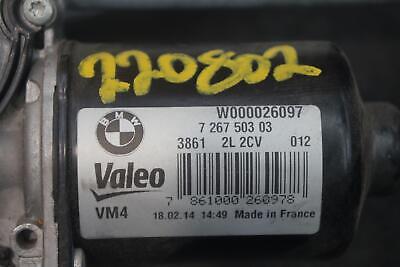 220802
W000026097
BMW
7 267 503 03
3861 2L 2CV 012
Valeo
7 861000 260978
VM4 18.02.14 14:49 Made in France